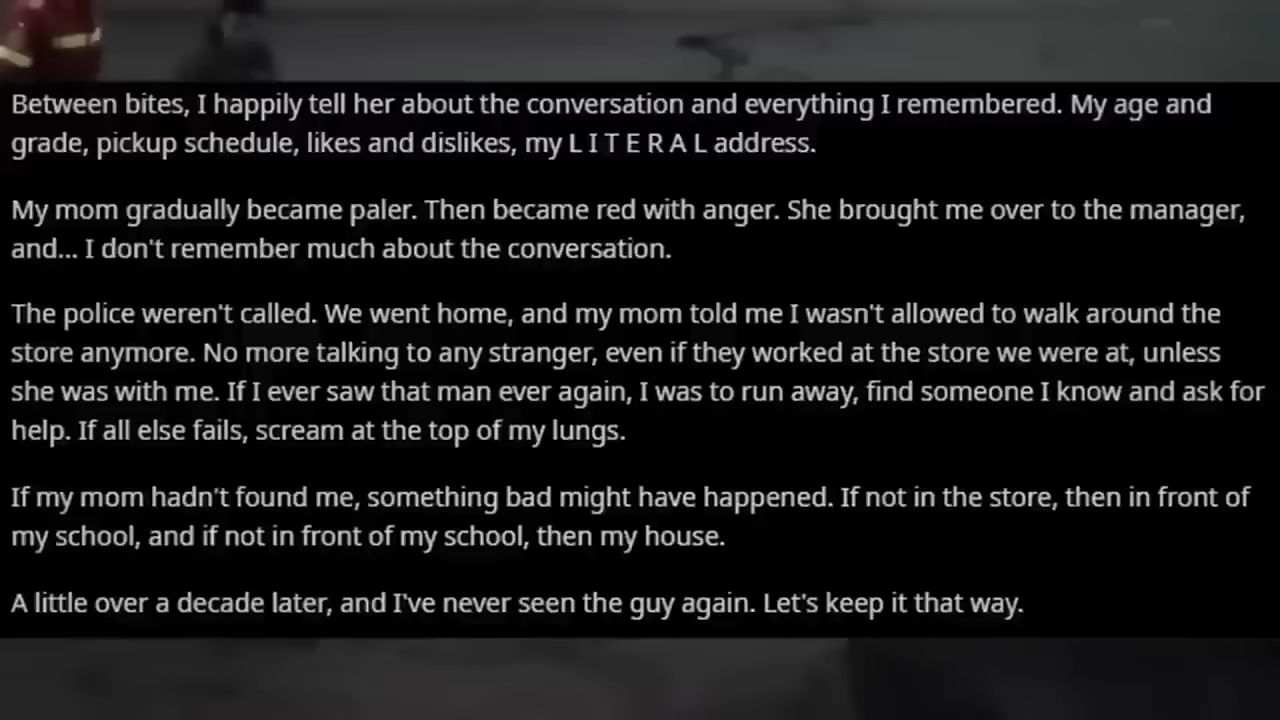 Between bites, I happily tell her about the conversation and everything I remembered. My age and
grade, pickup schedule, likes and dislikes, my L I T E R A L address.
My mom gradually became paler. Then became red with anger. She brought me over to the manager,
and... I don't remember much about the conversation.
The police weren't called. We went home, and my mom told me I wasn't allowed to walk around the
store anymore. No more talking to any stranger, even if they worked at the store we were at, unless
she was with me. If I ever saw that man ever again, I was to run away, find someone I know and ask for
help. If all else fails, scream at the top of my lungs.
If my mom hadn't found me, something bad might have happened. If not in the store, then in front of
my school, and if not in front of my school, then my house.
A little over a decade later, and I've never seen the guy again. Let's keep it that way.